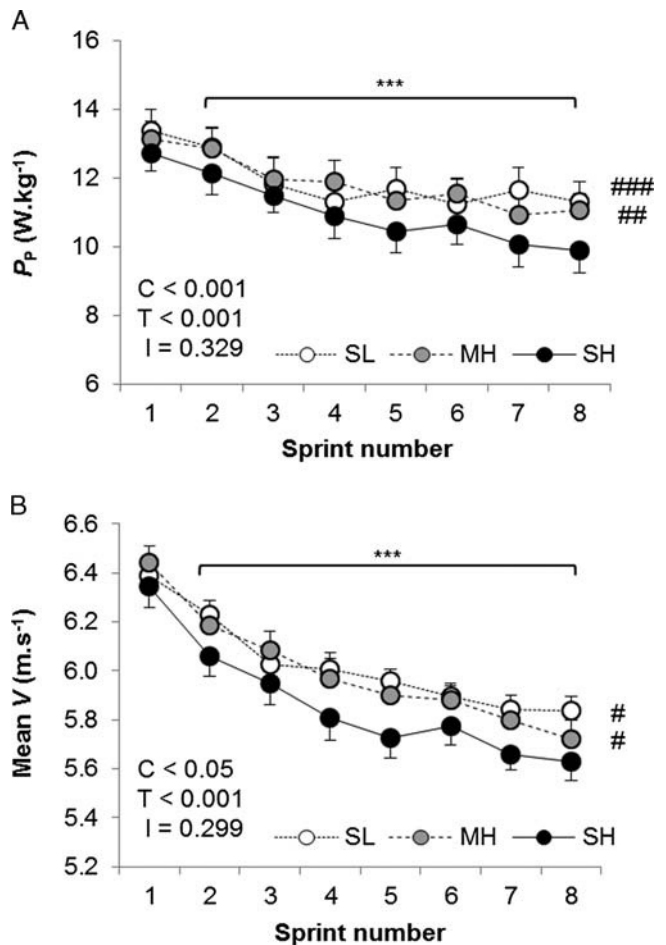 A
16
***
14
12
###
##
10
8
6
P_P (W.kg⁻¹)
C < 0.001
T < 0.001
I = 0.329
SL MH SH
1 2 3 4 5 6 7 8
Sprint number
B
6.6
***
6.4
6.2
6.0
5.8
#
#
5.6
5.4
5.2
Mean V (m.s⁻¹)
C < 0.05
T < 0.001
I = 0.299
SL MH SH
1 2 3 4 5 6 7 8
Sprint number